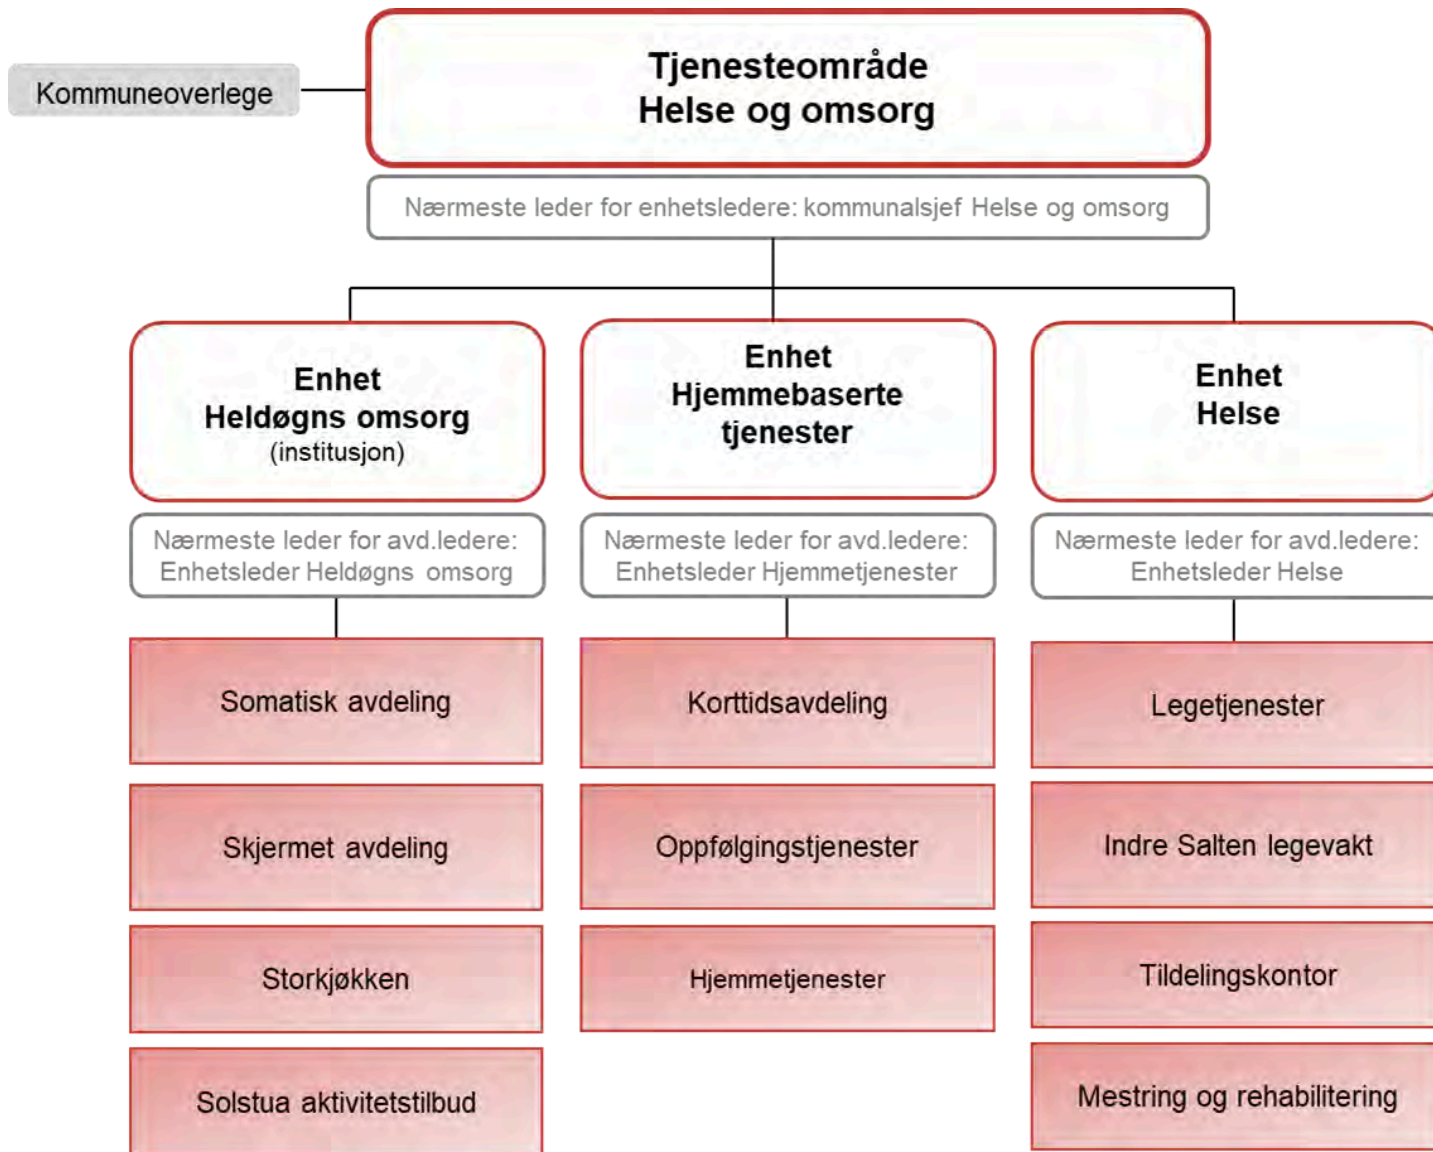 Kommuneoverlege
Tjenesteområde
Helse og omsorg
Nærmeste leder for enhetsledere: kommunalsjef Helse og omsorg
Enhet
Heldøgns omsorg
(institusjon)
Nærmeste leder for avd.ledere:
Enhetsleder Heldøgns omsorg
Somatisk avdeling
Skjermet avdeling
Storkjøkken
Solstua aktivitetstilbud
Enhet
Hjemmebaserte
tjenester
Nærmeste leder for avd.ledere:
Enhetsleder Hjemmetjenester
Korttidsavdeling
Oppfølgingstjenester
Hjemmetjenester
Enhet
Helse
Nærmeste leder for avd.ledere:
Enhetsleder Helse
Legetjenester
Indre Salten legevakt
Tildelingskontor
Mestring og rehabilitering